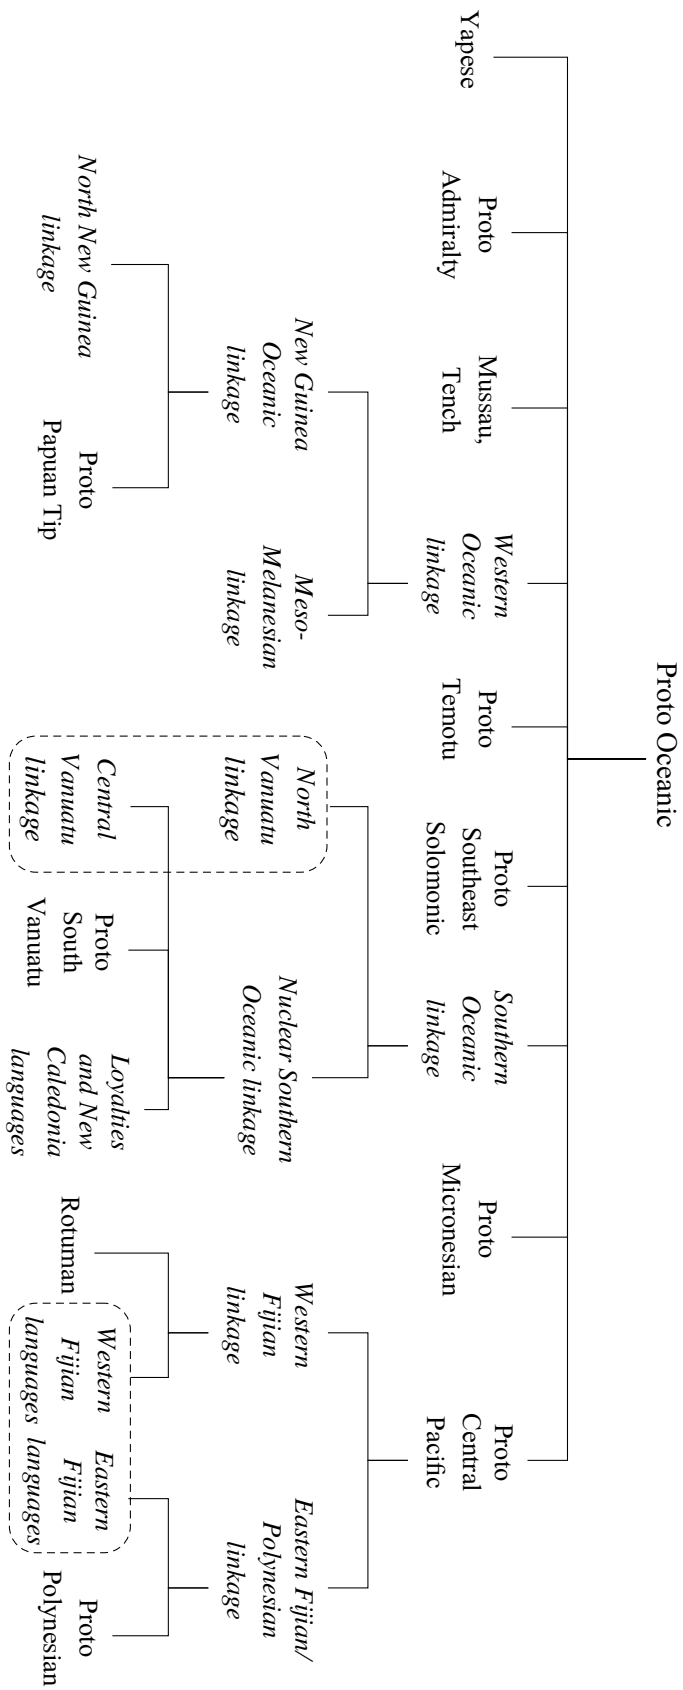 Proto Oceanic
Yapese
Proto
Admiralty
Mussau,
Tench
Western
Oceanic
linkage
Proto
Temotu
Proto
Southeast
Solomonic
Southern
Oceanic
linkage
Proto
Micronesian
Proto
Central
Pacific
New Guinea
Oceanic
linkage
Meso-
Melanesian
linkage
North
Vanuatu
linkage
Nuclear Southern
Oceanic linkage
Western
Fijian
linkage
Eastern Fijian/
Polynesian
linkage
North New Guinea
linkage
Proto
Papuan Tip
Central
Vanuatu
linkage
Proto
South
Vanuatu
Loyalties
and New
Caledonia
languages
Rotuman
Western
Fijian
languages
Eastern
Fijian
languages
Proto
Polynesian